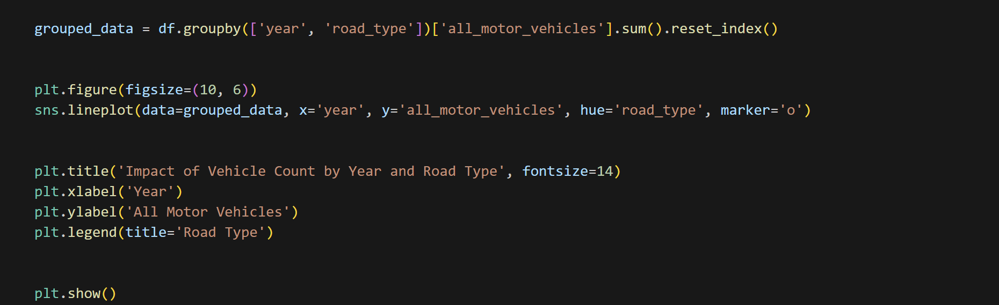 grouped_data = df.groupby(['year', 'road_type'])['all_motor_vehicles'].sum().reset_index()
plt.figure(figsize=(10, 6))
sns.lineplot(data=grouped_data, x='year', y='all_motor_vehicles', hue='road_type', marker='o')
plt.title('Impact of Vehicle Count by Year and Road Type', fontsize=14)
plt.xlabel('Year')
plt.ylabel('All Motor Vehicles')
plt.legend(title='Road Type')
plt.show()